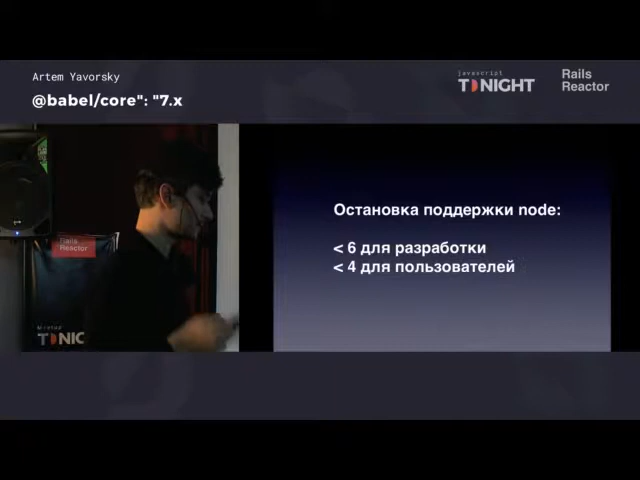 Artem Yavorsky
@babel/core": "7.x
javascript
TONIGHT
Rails
Reactor
Остановка поддержки node:
< 6 для разработки
< 4 для пользователей
Rails
Reactor
Meetup
TONIC